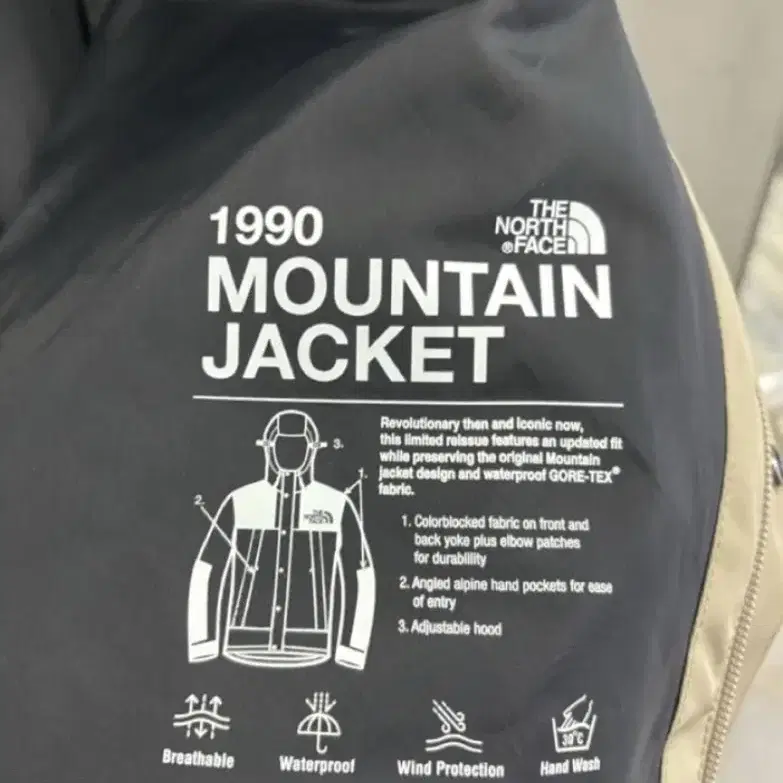 1990
THE
NORTH
®FACE
MOUNTAIN
JACKET
Revolutionary then and iconic now,
this limited reissue features an updated fit
while preserving the original Mountain
jacket design and waterproof GORE-TEX®
fabric.
3.
1.
2.
THE
NORTH
FACE
1. Colorblocked fabric on front and
back yoke plus elbow patches
for durablility
2. Angled alpine hand pockets for ease
of entry
3. Adjustable hood
30°C
Breathable
Waterproof
Wind Protection
Hand Wash